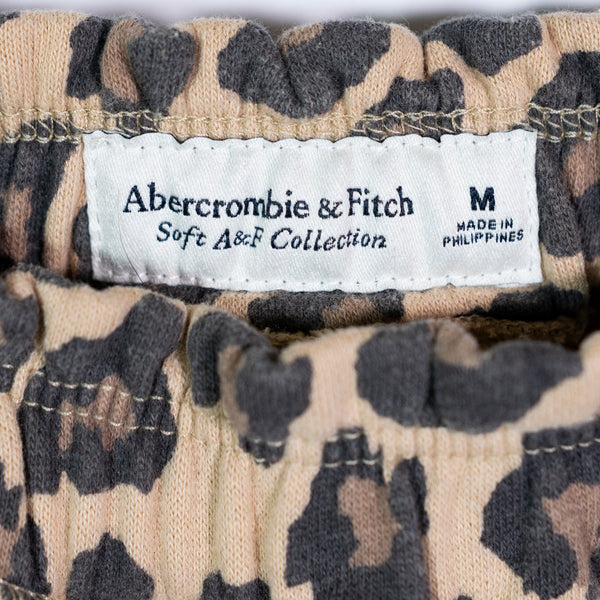 Abercrombie & Fitch
Soft A&F Collection
M
MADE IN
PHILIPPINES